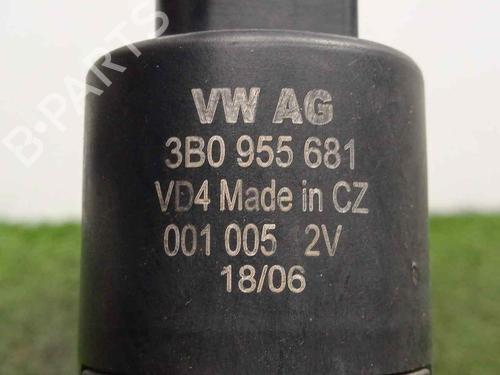 VW AG
3B0 955 681
VD4 Made in CZ
001 005 2V
18/06
B-PARTS